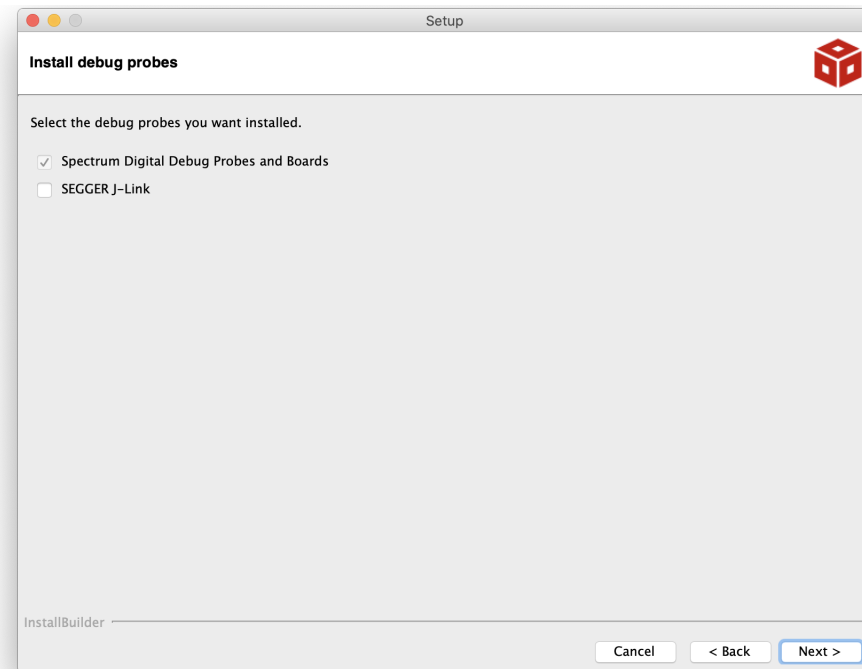 Setup
Install debug probes
Select the debug probes you want installed.
Spectrum Digital Debug Probes and Boards
SEGGER J-Link
InstallBuilder
Cancel
< Back
Next >